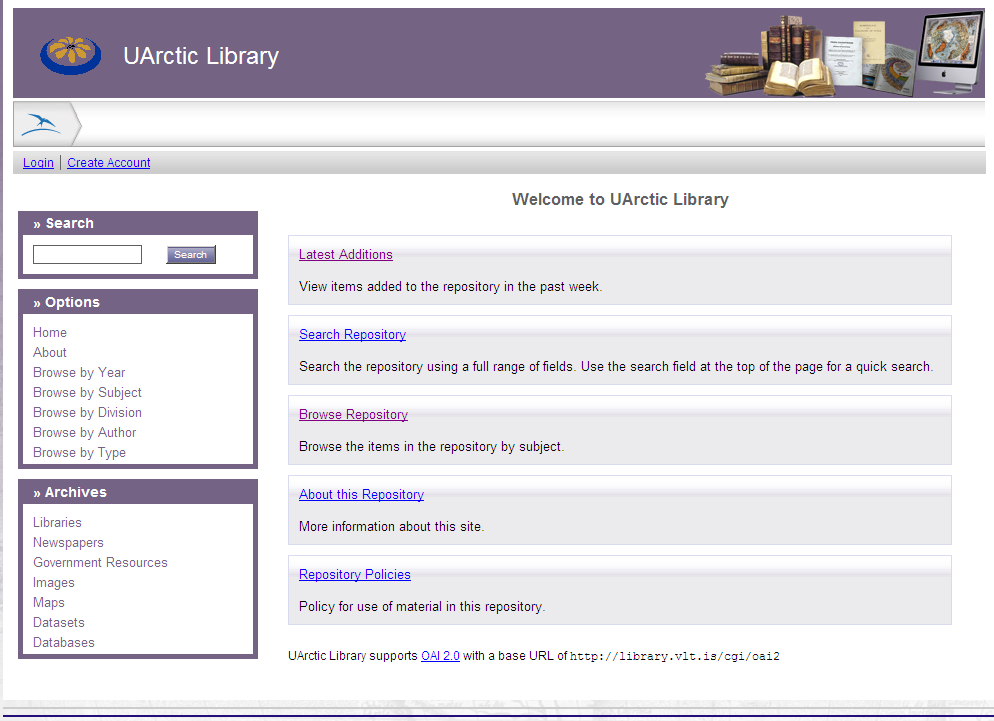 UArctic Library
Login | Create Account
Welcome to UArctic Library
» Search
Search
» Options
Home
About
Browse by Year
Browse by Subject
Browse by Division
Browse by Author
Browse by Type
» Archives
Libraries
Newspapers
Government Resources
Images
Maps
Datasets
Databases
Latest Additions
View items added to the repository in the past week.
Search Repository
Search the repository using a full range of fields. Use the search field at the top of the page for a quick search.
Browse Repository
Browse the items in the repository by subject.
About this Repository
More information about this site.
Repository Policies
Policy for use of material in this repository.
UArctic Library supports OAI 2.0 with a base URL of http://library.vlt.is/cgi/oai2